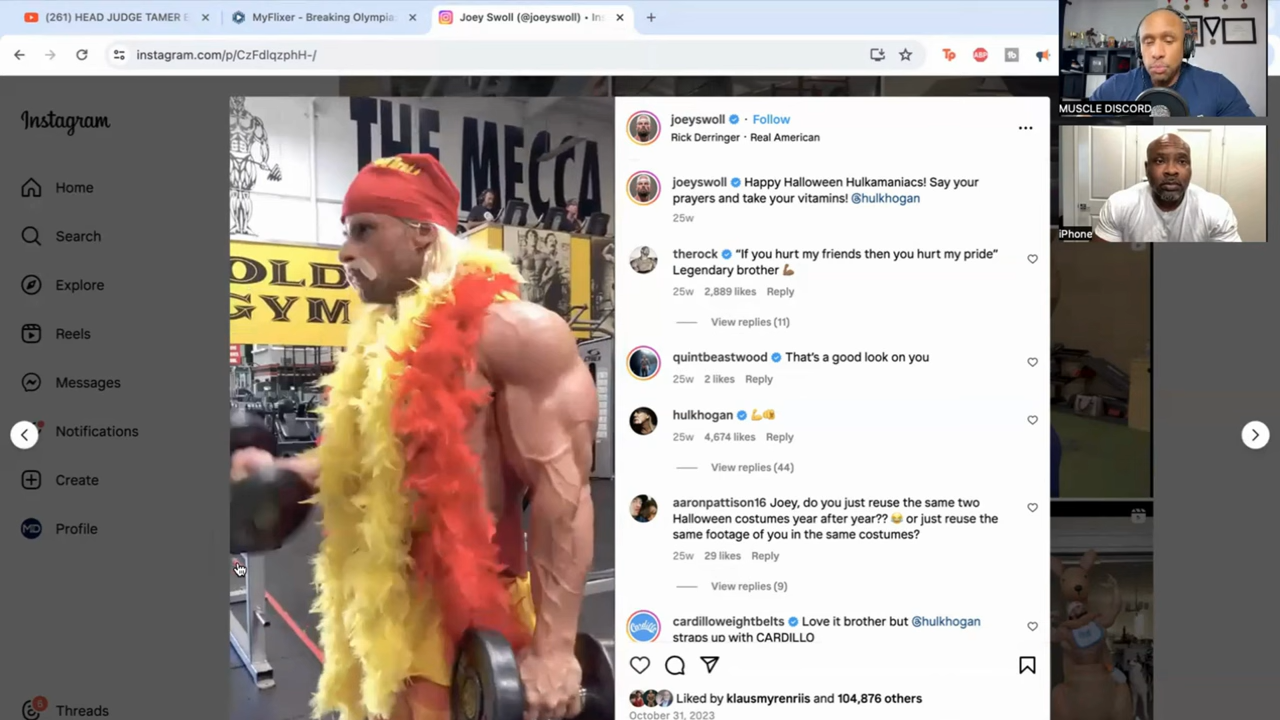 (261) HEAD JUDGE TAMER E
MyFlixer - Breaking Olympia
Joey Swoll (@joeyswoll) • In
instagram.com/p/CzFdlqzphH-/
Instagram
Home
Search
Explore
Reels
Messages
Notifications
Create
Profile
Threads
THE MECCA
OLD
GYM
joeyswoll • Follow
Rick Derringer · Real American
joeyswoll Happy Halloween Hulkamaniacs! Say your
prayers and take your vitamins! @hulkhogan
25w
therock “If you hurt my friends then you hurt my pride”
Legendary brother 💪🏾
25w 2,889 likes Reply
View replies (11)
quintbeastwood That’s a good look on you
25w 2 likes Reply
hulkhogan 💪👊
25w 4,674 likes Reply
View replies (44)
aaronpattison16 Joey, do you just reuse the same two
Halloween costumes year after year?? 😂 or just reuse the
same footage of you in the same costumes?
25w 29 likes Reply
View replies (9)
cardilloweightbelts Love it brother but @hulkhogan
straps up with CARDILLO
Liked by klausmyrenriis and 104,876 others
October 31, 2023
MUSCLE DISCORD
iPhone